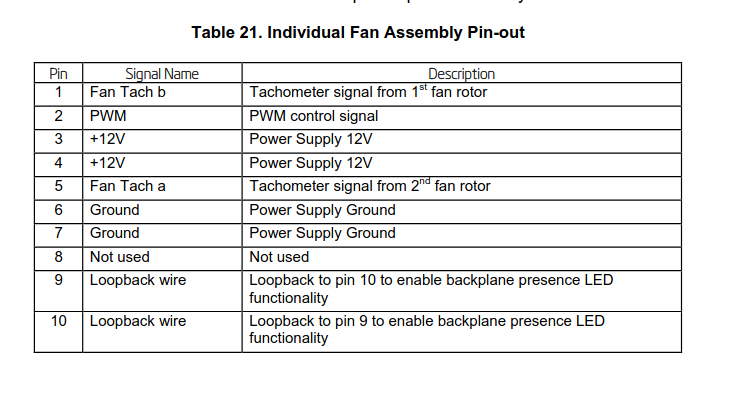 Table 21. Individual Fan Assembly Pin-out
Pin Signal Name Description
1 Fan Tach b Tachometer signal from 1st fan rotor
2 PWM PWM control signal
3 +12V Power Supply 12V
4 +12V Power Supply 12V
5 Fan Tach a Tachometer signal from 2nd fan rotor
6 Ground Power Supply Ground
7 Ground Power Supply Ground
8 Not used Not used
9 Loopback wire Loopback to pin 10 to enable backplane presence LED
functionality
10 Loopback wire Loopback to pin 9 to enable backplane presence LED
functionality